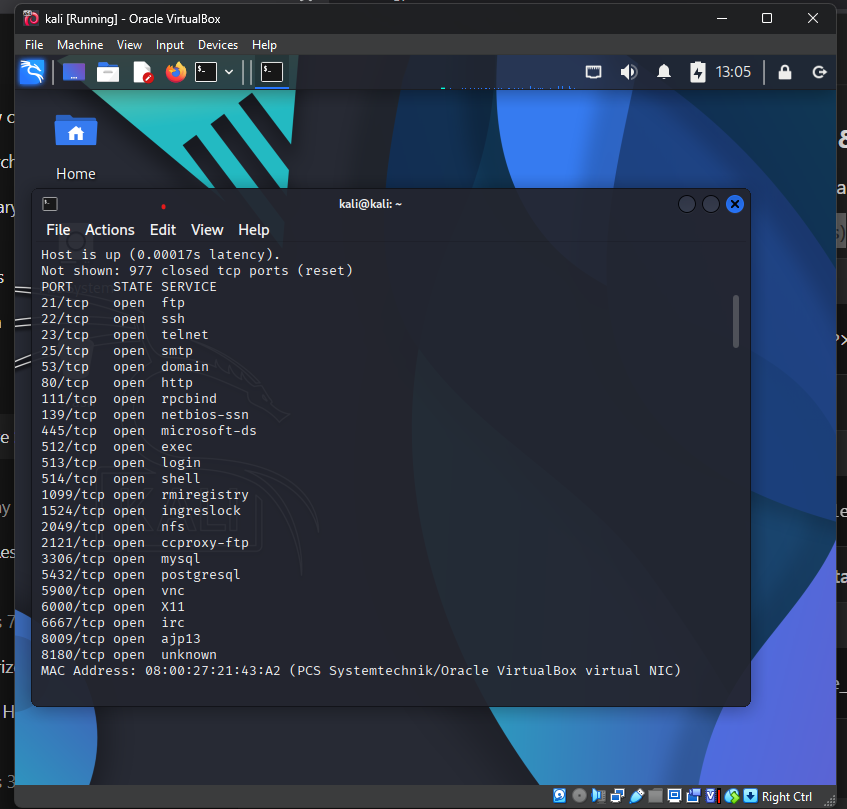 kali [Running] - Oracle VirtualBox
File Machine View Input Devices Help
13:05
Home
kali@kali: ~
File Actions Edit View Help
Host is up (0.00017s latency).
Not shown: 977 closed tcp ports (reset)
PORT STATE SERVICE
21/tcp open ftp
22/tcp open ssh
23/tcp open telnet
25/tcp open smtp
53/tcp open domain
80/tcp open http
111/tcp open rpcbind
139/tcp open netbios-ssn
445/tcp open microsoft-ds
512/tcp open exec
513/tcp open login
514/tcp open shell
1099/tcp open rmiregistry
1524/tcp open ingreslock
2049/tcp open nfs
2121/tcp open ccproxy-ftp
3306/tcp open mysql
5432/tcp open postgresql
5900/tcp open vnc
6000/tcp open X11
6667/tcp open irc
8009/tcp open ajp13
8180/tcp open unknown
MAC Address: 08:00:27:21:43:A2 (PCS Systemtechnik/Oracle VirtualBox virtual NIC)
Right Ctrl